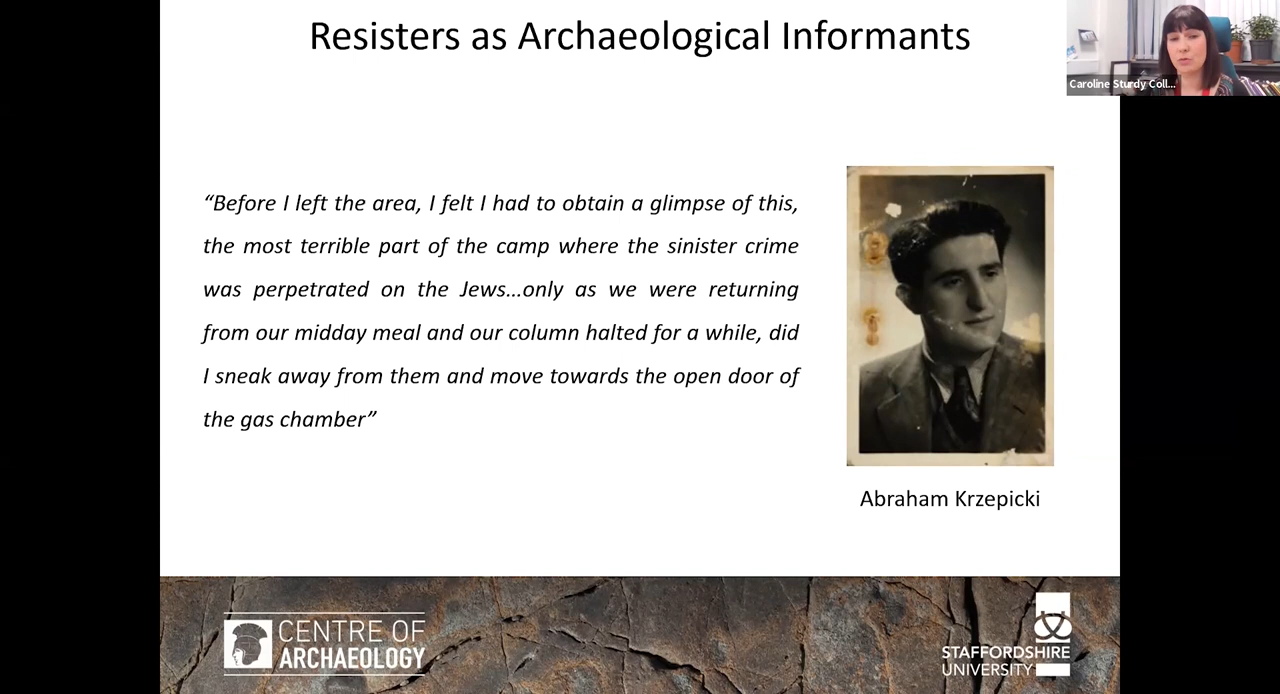 Resisters as Archaeological Informants
Caroline Sturdy Coll...
“Before I left the area, I felt I had to obtain a glimpse of this,
the most terrible part of the camp where the sinister crime
was perpetrated on the Jews…only as we were returning
from our midday meal and our column halted for a while, did
I sneak away from them and move towards the open door of
the gas chamber”
Abraham Krzepicki
CENTRE OF
ARCHAEOLOGY
STAFFORDSHIRE
UNIVERSITY